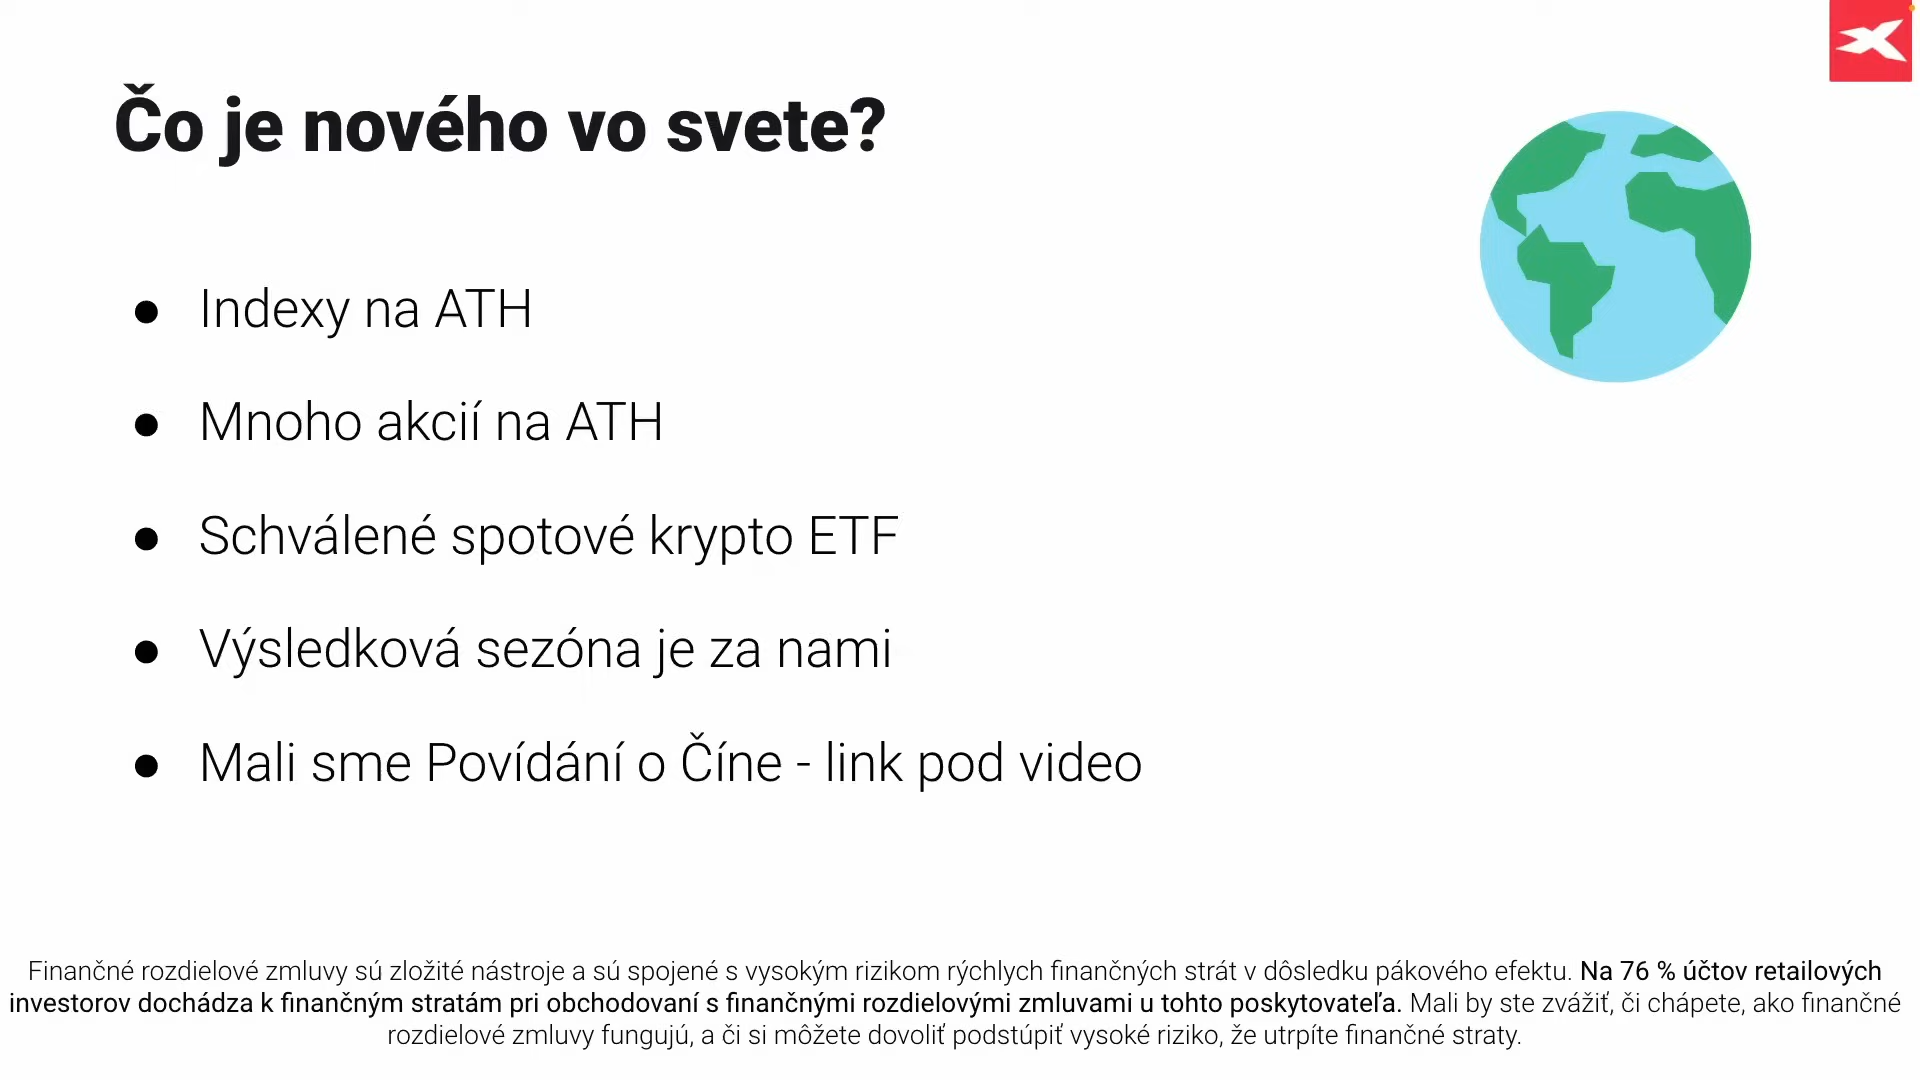 Čo je nového vo svete?
● Indexy na ATH
● Mnoho akcií na ATH
● Schválené spotové krypto ETF
● Výsledková sezóna je za nami
● Mali sme Povídání o Číne - link pod video
Finančné rozdielové zmluvy sú zložité nástroje a sú spojené s vysokým rizikom rýchlych finančných strát v dôsledku pákového efektu. Na 76 % účtov retailových
investorov dochádza k finančným stratám pri obchodovaní s finančnými rozdielovými zmluvami u tohto poskytovateľa. Mali by ste zvážiť, či chápete, ako finančné
rozdielové zmluvy fungujú, a či si môžete dovoliť podstúpiť vysoké riziko, že utrpíte finančné straty.